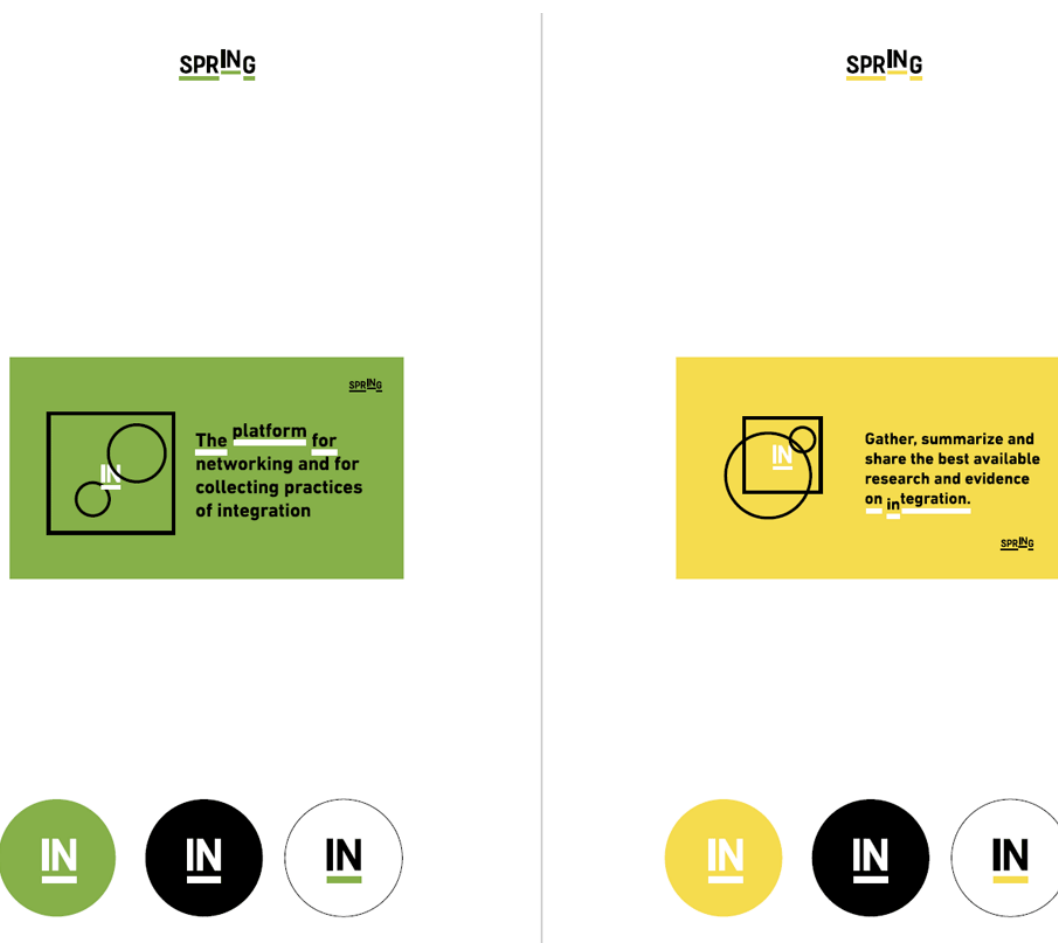 SPRING
SPRING
SPRING
IN
The platform for
networking and for
collecting practices
of integration
IN
Gather, summarize and
share the best available
research and evidence
on integration.
SPRING
IN
IN
IN
IN
IN
IN